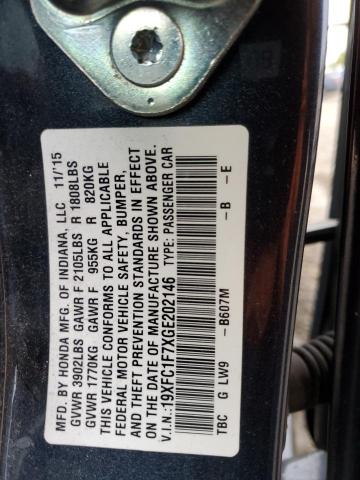 MFD. BY HONDA MFG. OF INDIANA, LLC 11/'15
GVWR 3902LBS GAWR F 2105LBS R 1808LBS
GVWR 1770KG GAWR F 955KG R 820KG
THIS VEHICLE CONFORMS TO ALL APPLICABLE
FEDERAL MOTOR VEHICLE SAFETY, BUMPER,
AND THEFT PREVENTION STANDARDS IN EFFECT
ON THE DATE OF MANUFACTURE SHOWN ABOVE.
V.I.N.:19XFC1F7XGE202146 TYPE: PASSENGER CAR
TBC G LW9 -B607M -B -E